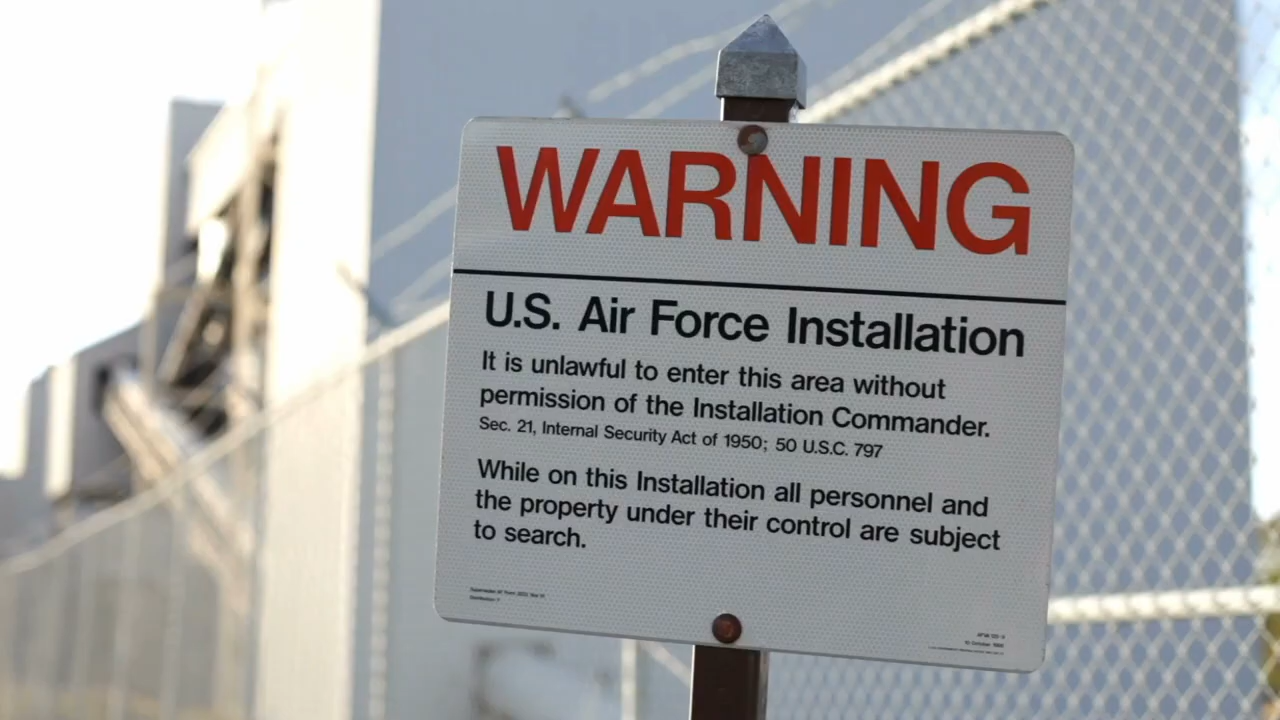 WARNING
U.S. Air Force Installation
It is unlawful to enter this area without
permission of the Installation Commander.
Sec. 21, Internal Security Act of 1950; 50 U.S.C. 797
While on this Installation all personnel and
the property under their control are subject
to search.